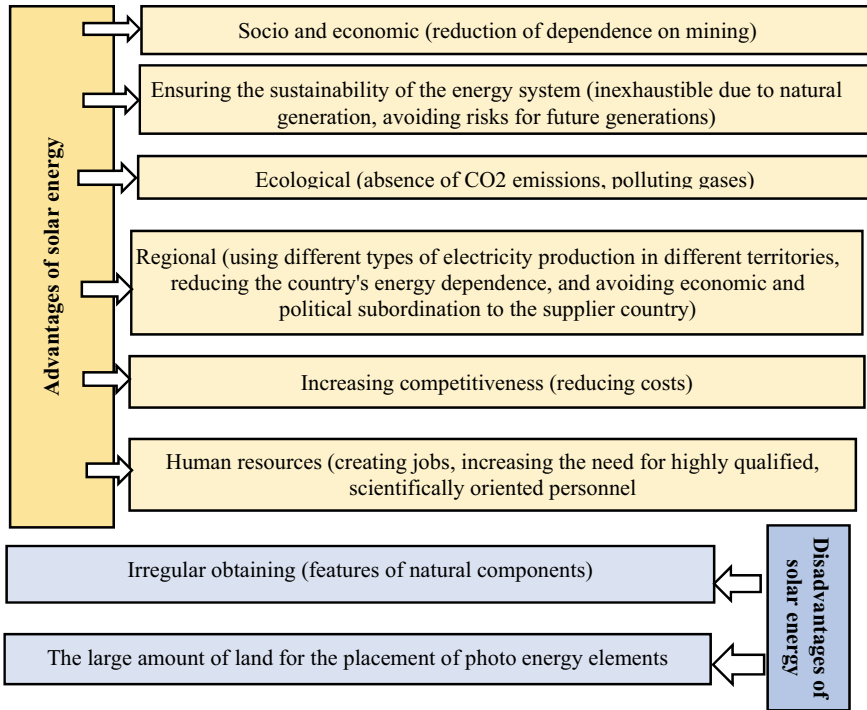 Advantages of solar energy
Socio and economic (reduction of dependence on mining)
Ensuring the sustainability of the energy system (inexhaustible due to natural
generation, avoiding risks for future generations)
Ecological (absence of CO2 emissions, polluting gases)
Regional (using different types of electricity production in different territories,
reducing the country's energy dependence, and avoiding economic and
political subordination to the supplier country)
Increasing competitiveness (reducing costs)
Human resources (creating jobs, increasing the need for highly qualified,
scientifically oriented personnel
Disadvantages of
solar energy
Irregular obtaining (features of natural components)
The large amount of land for the placement of photo energy elements